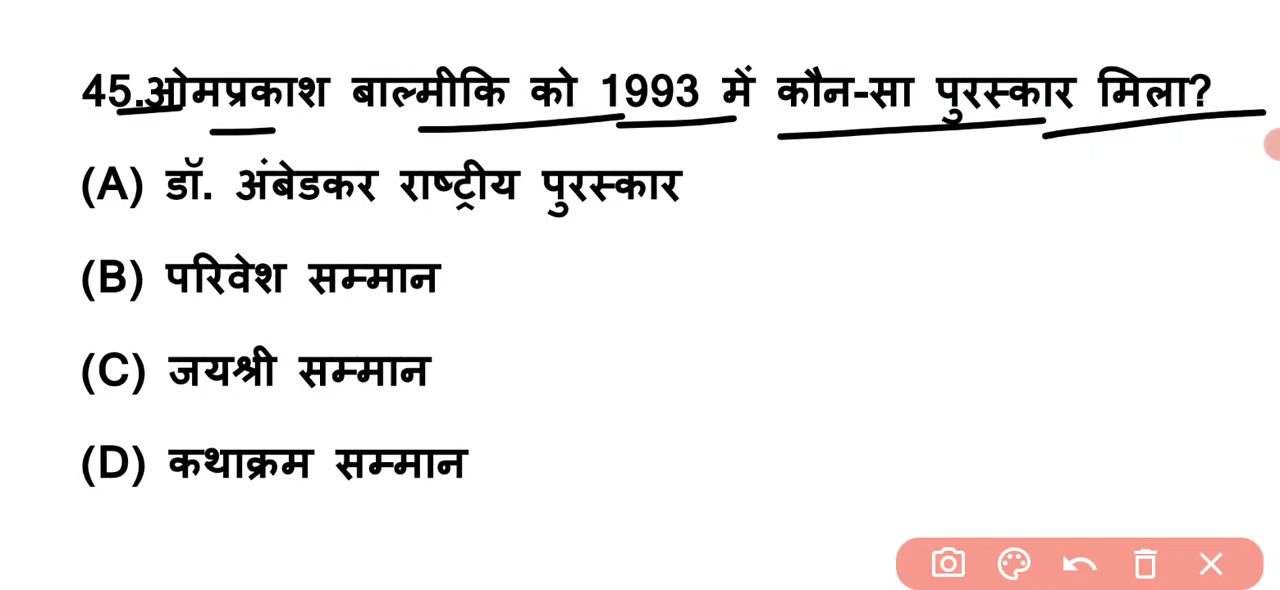 45.ओमप्रकाश बाल्मीकि को 1993 में कौन-सा पुरस्कार मिला?
(A) डॉ. अंबेडकर राष्ट्रीय पुरस्कार
(B) परिवेश सम्मान
(C) जयश्री सम्मान
(D) कथाक्रम सम्मान